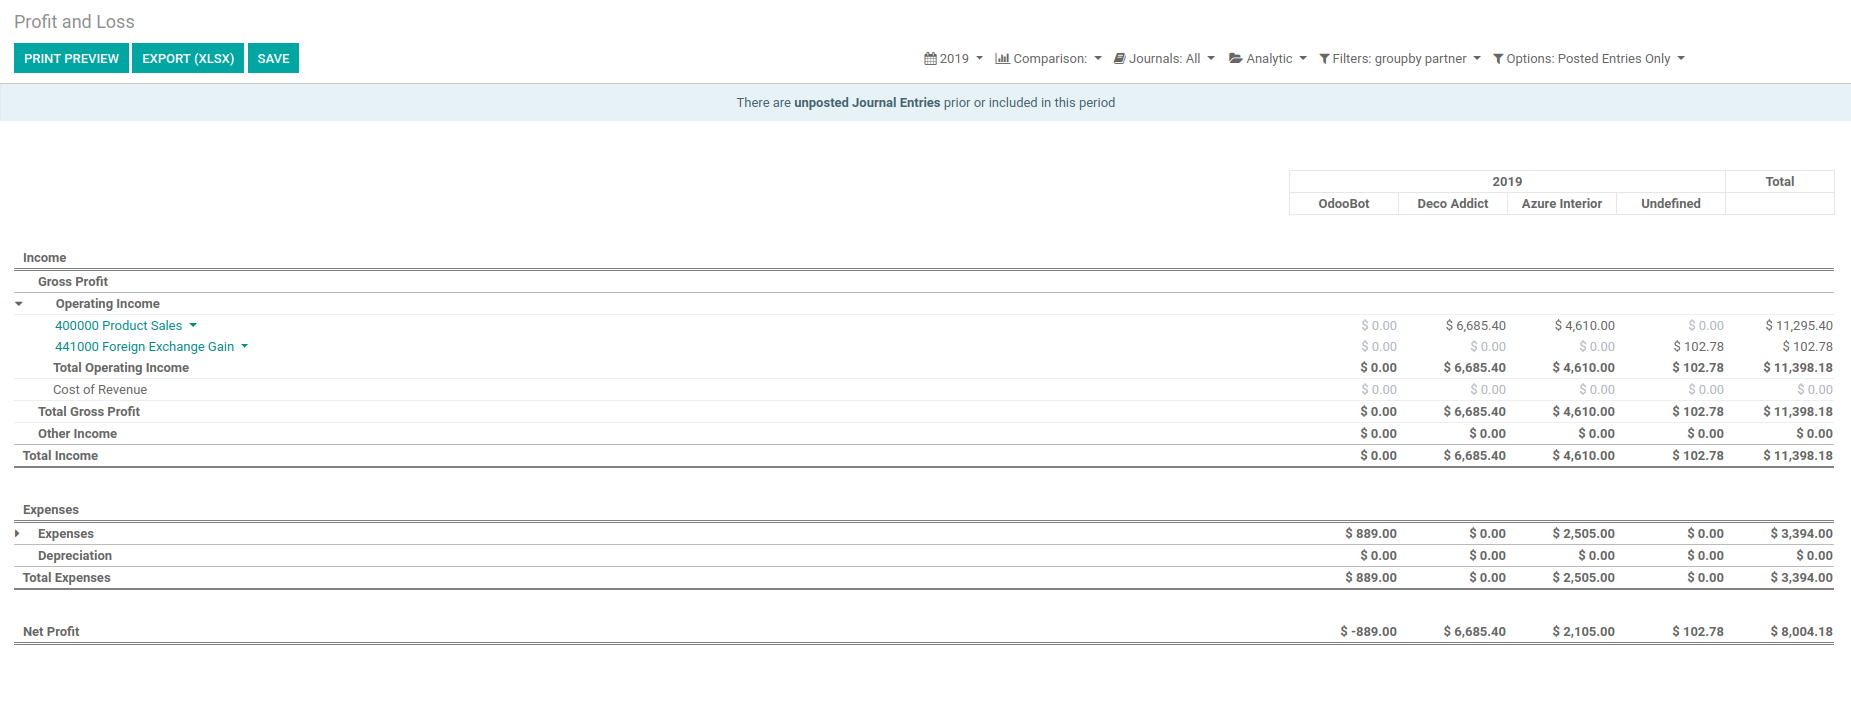 Profit and Loss
PRINT PREVIEW EXPORT (XLSX) SAVE 2019 Comparison: Journals: All Analytic Filters: groupby partner Options: Posted Entries Only
There are unposted Journal Entries prior or included in this period
2019 Total
OdooBot Deco Addict Azure Interior Undefined
Income
Gross Profit
Operating Income
400000 Product Sales $ 0.00 $ 6,685.40 $ 4,610.00 $ 0.00 $ 11,295.40
441000 Foreign Exchange Gain $ 0.00 $ 0.00 $ 0.00 $ 102.78 $ 102.78
Total Operating Income $ 0.00 $ 6,685.40 $ 4,610.00 $ 102.78 $ 11,398.18
Cost of Revenue $ 0.00 $ 0.00 $ 0.00 $ 0.00 $ 0.00
Total Gross Profit $ 0.00 $ 6,685.40 $ 4,610.00 $ 102.78 $ 11,398.18
Other Income $ 0.00 $ 0.00 $ 0.00 $ 0.00 $ 0.00
Total Income $ 0.00 $ 6,685.40 $ 4,610.00 $ 102.78 $ 11,398.18
Expenses
Expenses $ 889.00 $ 0.00 $ 2,505.00 $ 0.00 $ 3,394.00
Depreciation $ 0.00 $ 0.00 $ 0.00 $ 0.00 $ 0.00
Total Expenses $ 889.00 $ 0.00 $ 2,505.00 $ 0.00 $ 3,394.00
Net Profit $ -889.00 $ 6,685.40 $ 2,105.00 $ 102.78 $ 8,004.18